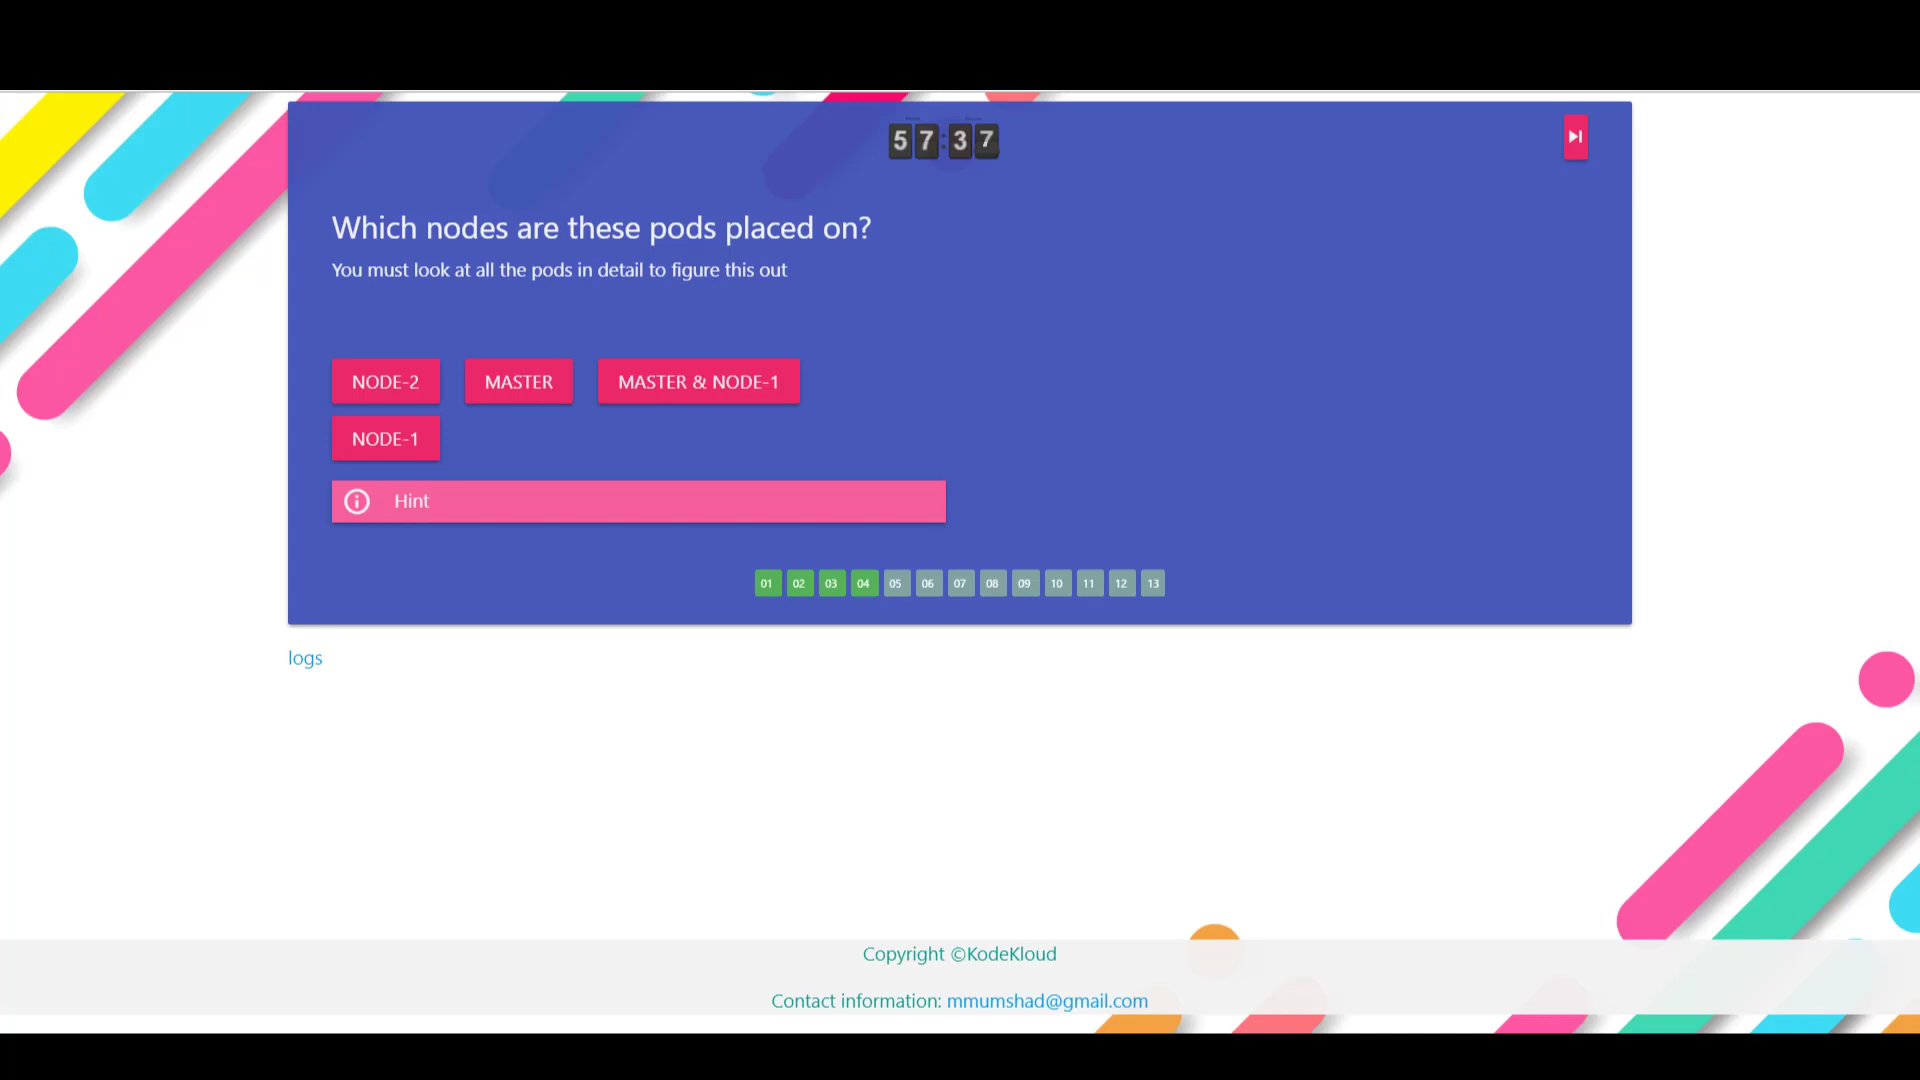 57:37
Which nodes are these pods placed on?
You must look at all the pods in detail to figure this out
NODE-2 MASTER MASTER & NODE-1
NODE-1
Hint
01 02 03 04 05 06 07 08 09 10 11 12 13
logs
Copyright ©KodeKloud
Contact information: mmumshad@gmail.com